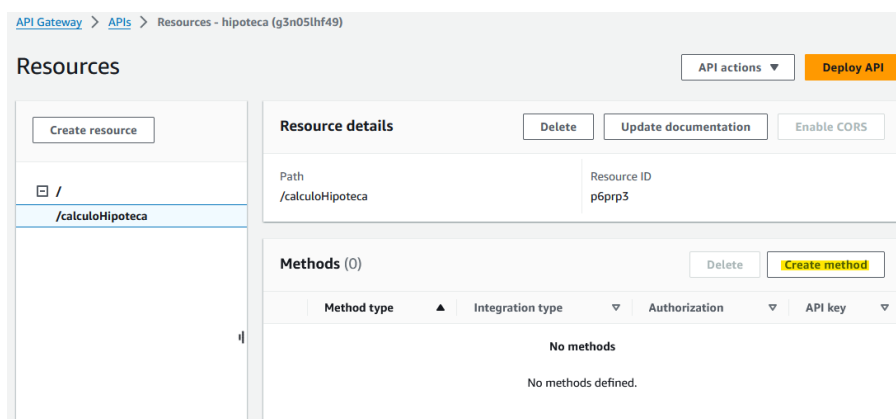 API Gateway > APIs > Resources - hipoteca (g3n05lhf49)
Resources
API actions ▼
Deploy API
Create resource
/
/calculoHipoteca
Resource details
Delete
Update documentation
Enable CORS
Path
/calculoHipoteca
Resource ID
p6prp3
Methods (0)
Delete
Create method
Method type ▲ Integration type ▽ Authorization ▽ API key ▽
No methods
No methods defined.